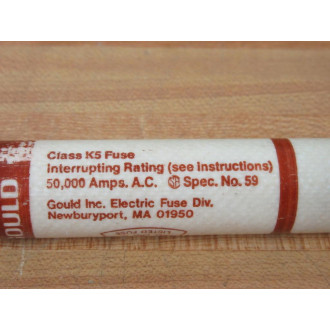 OULD
Class K5 Fuse
Interrupting Rating (see instructions)
50,000 Amps. A.C. Spec. No. 59
Gould Inc. Electric Fuse Div.
Newburyport, MA 01950